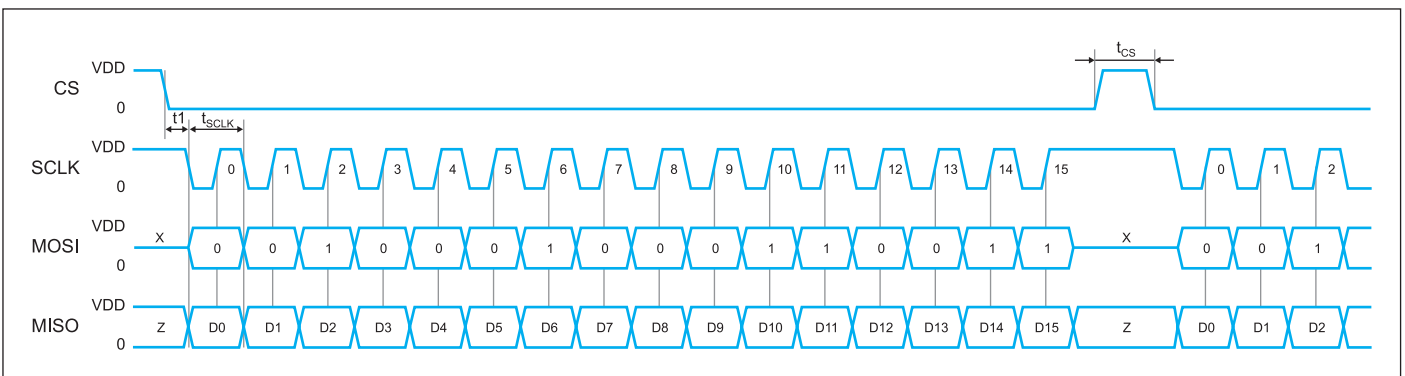 t_CS
VDD
CS
0
t1 t_SCLK
VDD
SCLK 0 1 2 3 4 5 6 7 8 9 10 11 12 13 14 15 0 1 2
0
VDD
MOSI X 0 0 1 0 0 0 1 0 0 0 1 1 0 0 1 1 X 0 0 1
0
VDD
MISO Z D0 D1 D2 D3 D4 D5 D6 D7 D8 D9 D10 D11 D12 D13 D14 D15 Z D0 D1 D2
0